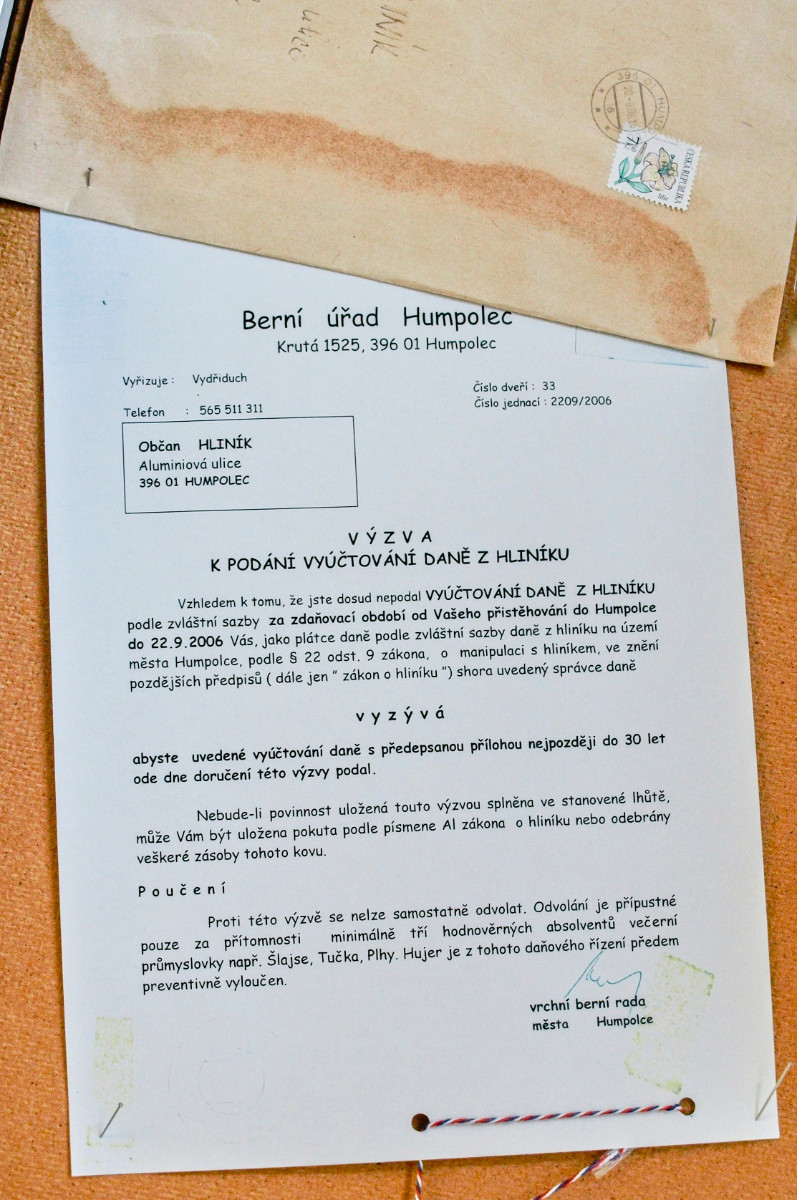 ulice
396 01 HUM
7,50
ČESKÁ REPUBLIKA
Berní úřad Humpolec
Krutá 1525, 396 01 Humpolec
Vyřizuje : Vydřiduch
Číslo dveří : 33
Telefon : 565 511 311
Číslo jednací : 2209/2006
Občan HLINÍK
Aluminiová ulice
396 01 HUMPOLEC
V Ý Z V A
K PODÁNÍ VYÚČTOVÁNÍ DANĚ Z HLINÍKU
Vzhledem k tomu, že jste dosud nepodal VYÚČTOVÁNÍ DANĚ Z HLINÍKU
podle zvláštní sazby za zdaňovací období od Vašeho přistěhování do Humpolce
do 22.9.2006 Vás, jako plátce daně podle zvláštní sazby daně z hliníku na území
města Humpolce, podle § 22 odst. 9 zákona, o manipulaci s hliníkem, ve znění
pozdějších předpisů ( dále jen " zákon o hliníku ") shora uvedený správce daně
v y z ý v á
abyste uvedené vyúčtování daně s předepsanou přílohou nejpozději do 30 let
ode dne doručení této výzvy podal.
Nebude-li povinnost uložená touto výzvou splněna ve stanovené lhůtě,
může Vám být uložena pokuta podle písmene Al zákona o hliníku nebo odebrány
veškeré zásoby tohoto kovu.
P o u č e n í
Proti této výzvě se nelze samostatně odvolat. Odvolání je přípustné
pouze za přítomnosti minimálně tří hodnověrných absolventů večerní
průmyslovky např. Šlajse, Tučka, Plhy. Hujer je z tohoto daňového řízení předem
preventivně vyloučen.
vrchní berní rada
města Humpolce